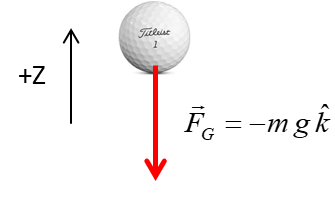 Titleist
1
+Z
F⃗_G = −m g k̂